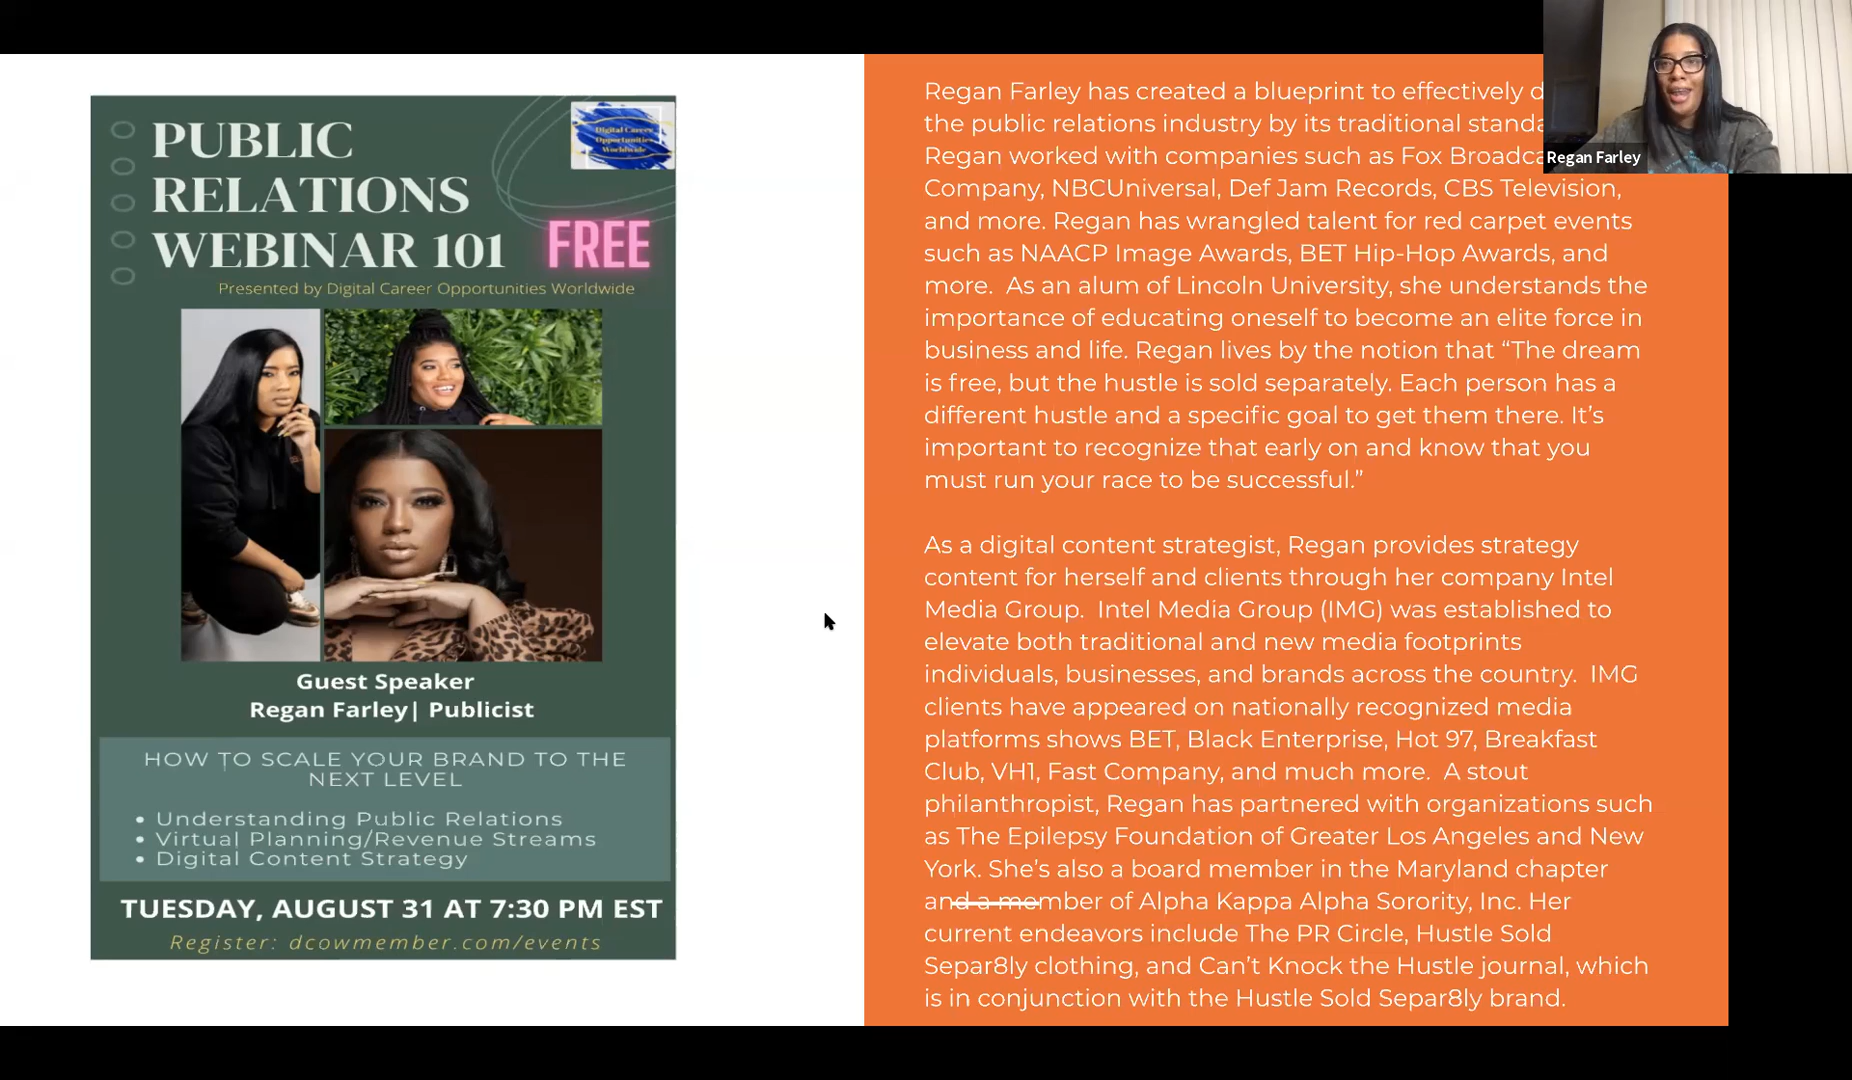 PUBLIC
RELATIONS
WEBINAR 101
FREE
Digital Career
Opportunities
Worldwide
Presented by Digital Career Opportunities Worldwide
Guest Speaker
Regan Farley| Publicist
HOW TO SCALE YOUR BRAND TO THE
NEXT LEVEL
• Understanding Public Relations
• Virtual Planning/Revenue Streams
• Digital Content Strategy
TUESDAY, AUGUST 31 AT 7:30 PM EST
Register: dcowmember.com/events
Regan Farley has created a blueprint to effectively
the public relations industry by its traditional
Regan worked with companies such as Fox
Company, NBCUniversal, Def Jam Records, CBS Television,
and more. Regan has wrangled talent for red carpet events
such as NAACP Image Awards, BET Hip-Hop Awards, and
more.  As an alum of Lincoln University, she understands the
importance of educating oneself to become an elite force in
business and life. Regan lives by the notion that “The dream
is free, but the hustle is sold separately. Each person has a
different hustle and a specific goal to get them there. It’s
important to recognize that early on and know that you
must run your race to be successful.”
As a digital content strategist, Regan provides strategy
content for herself and clients through her company Intel
Media Group.  Intel Media Group (IMG) was established to
elevate both traditional and new media footprints
individuals, businesses, and brands across the country.  IMG
clients have appeared on nationally recognized media
platforms shows BET, Black Enterprise, Hot 97, Breakfast
Club, VH1, Fast Company, and much more.  A stout
philanthropist, Regan has partnered with organizations such
as The Epilepsy Foundation of Greater Los Angeles and New
York. She’s also a board member in the Maryland chapter
and a member of Alpha Kappa Alpha Sorority, Inc. Her
current endeavors include The PR Circle, Hustle Sold
Separ8ly clothing, and Can’t Knock the Hustle journal, which
is in conjunction with the Hustle Sold Separ8ly brand.
Regan Farley